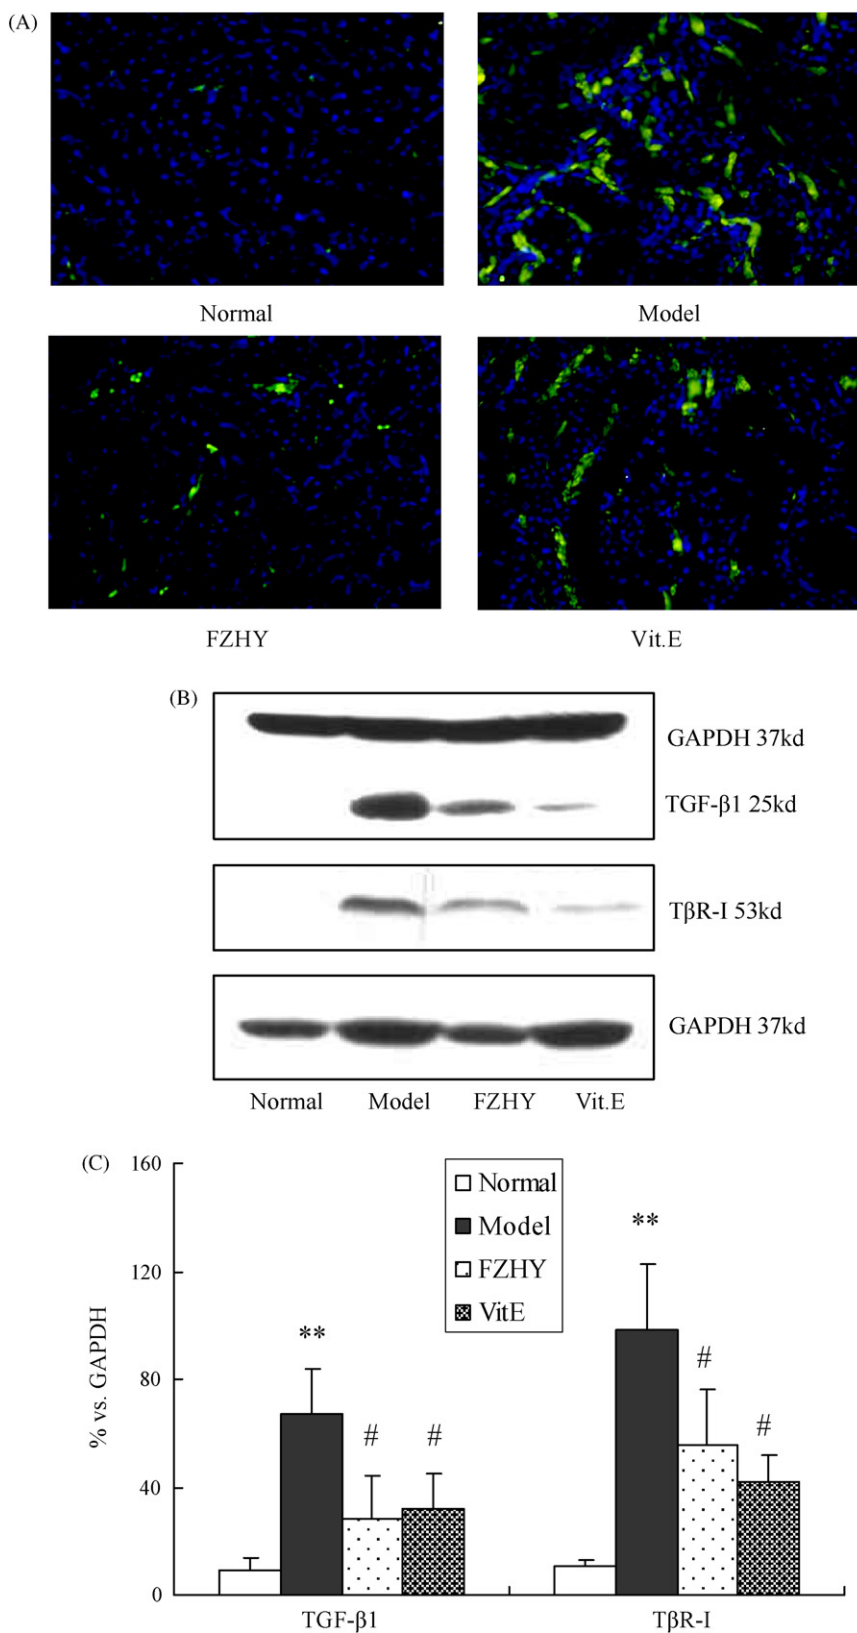 (A)
Normal
Model
FZHY
Vit.E
(B)
GAPDH 37kd
TGF-β1 25kd
TβR-I 53kd
GAPDH 37kd
Normal Model FZHY Vit.E
(C)
160
120
80
40
0
% vs. GAPDH
Normal
Model
FZHY
VitE
**
#
#
**
#
#
TGF-β1
TβR-I